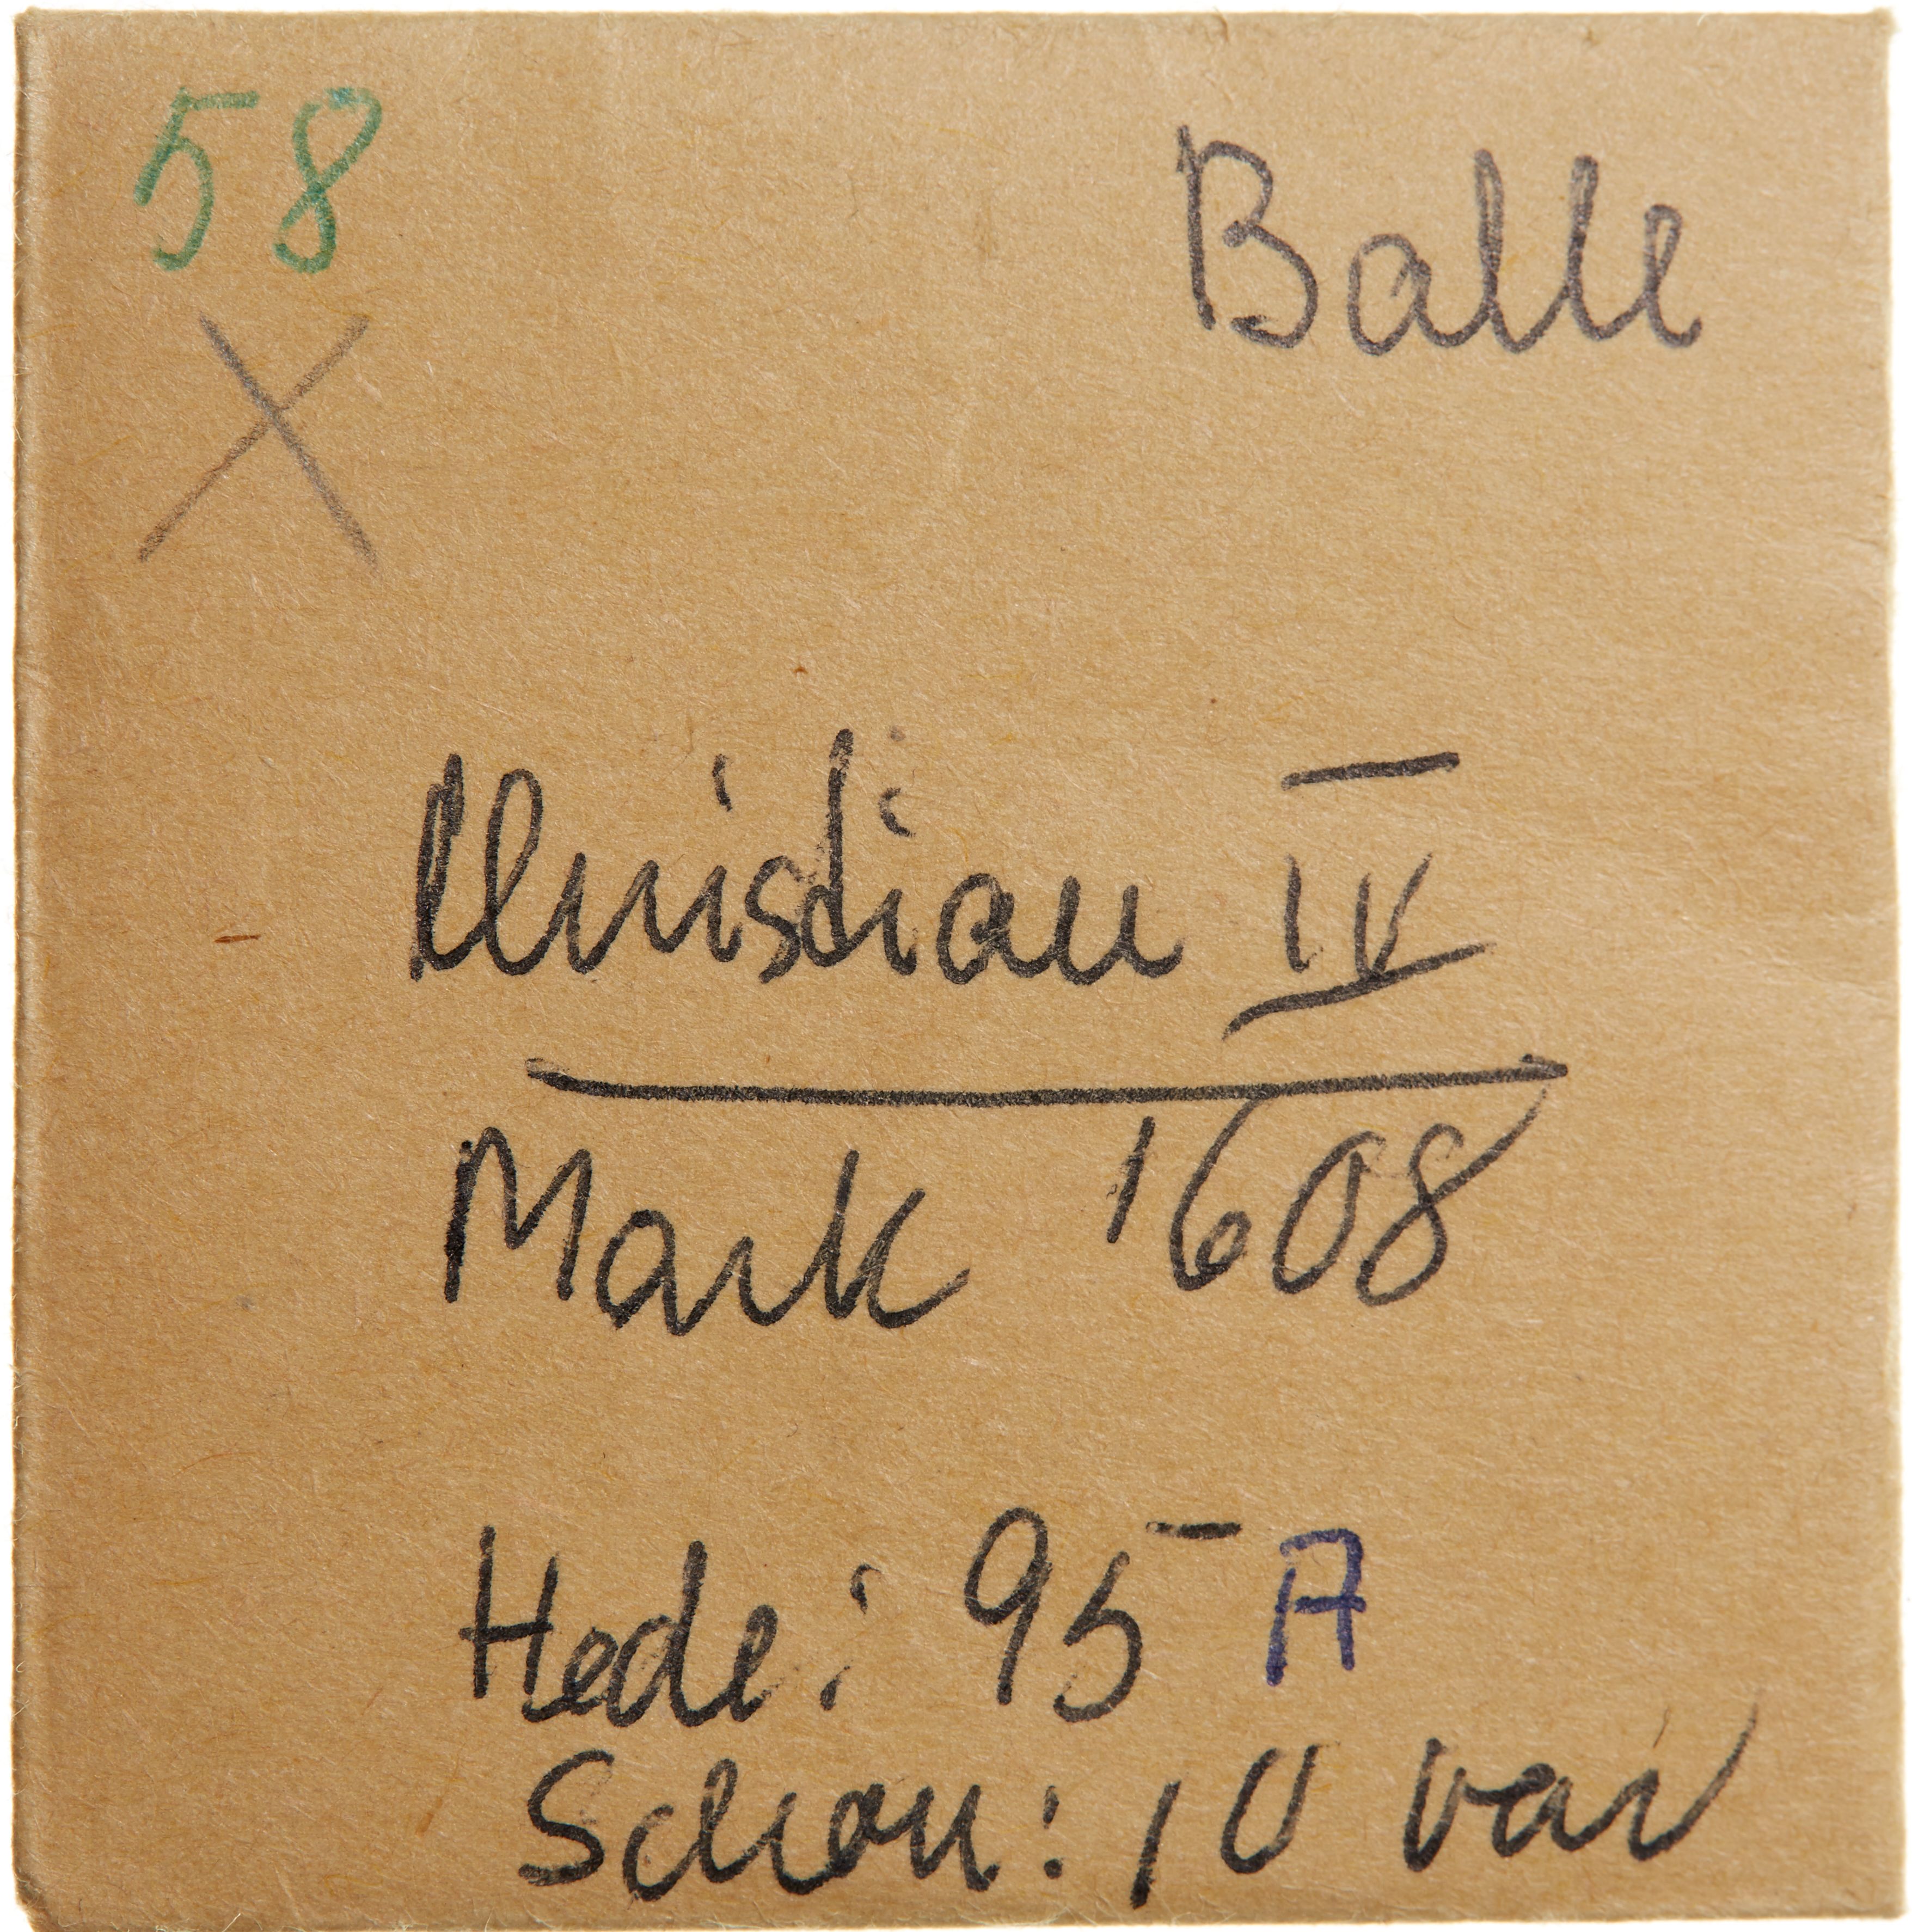 58 Balle
X
Christian IV
Mark 1608
Hede: 95 A
Schou: 10 var